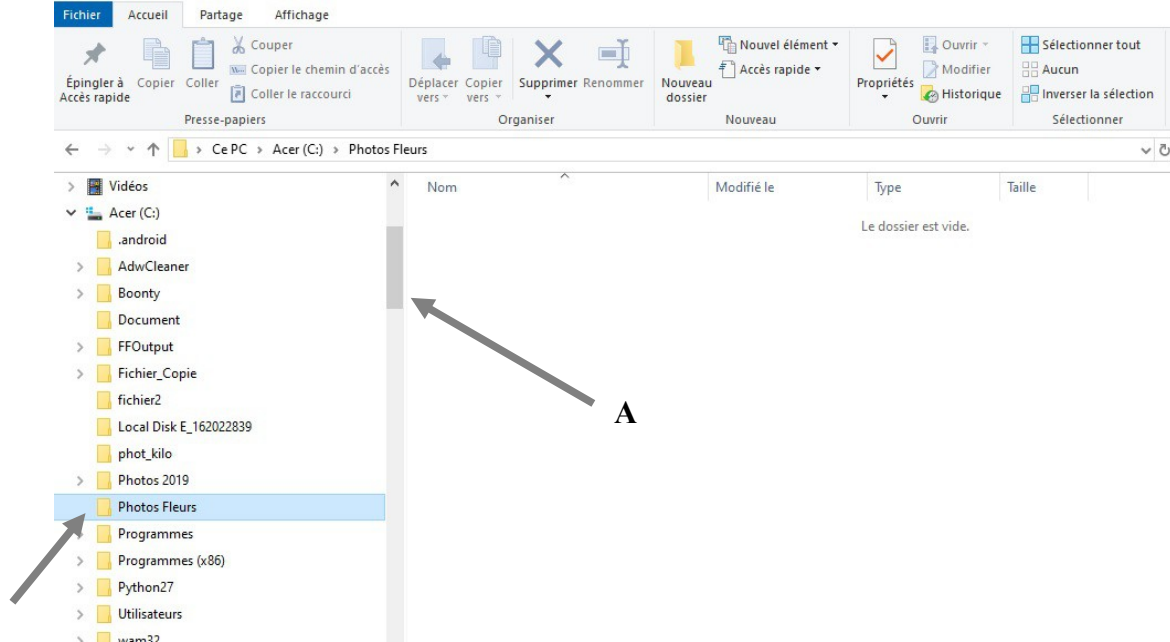 Fichier Accueil Partage Affichage
Épingler à
Accès rapide
Copier
Coller
Couper
Copier le chemin d'accès
Coller le raccourci
Presse-papiers
Déplacer
vers
Copier
vers
Supprimer
Renommer
Organiser
Nouveau
dossier
Nouvel élément
Accès rapide
Nouveau
Propriétés
Ouvrir
Modifier
Historique
Ouvrir
Sélectionner tout
Aucun
Inverser la sélection
Sélectionner
Ce PC > Acer (C:) > Photos Fleurs
Nom Modifié le Type Taille
Le dossier est vide.
Vidéos
Acer (C:)
.android
AdwCleaner
Boonty
Document
FFOutput
Fichier_Copie
fichier2
Local Disk E_162022839
phot_kilo
Photos 2019
Photos Fleurs
Programmes
Programmes (x86)
Python27
Utilisateurs
wam32
A